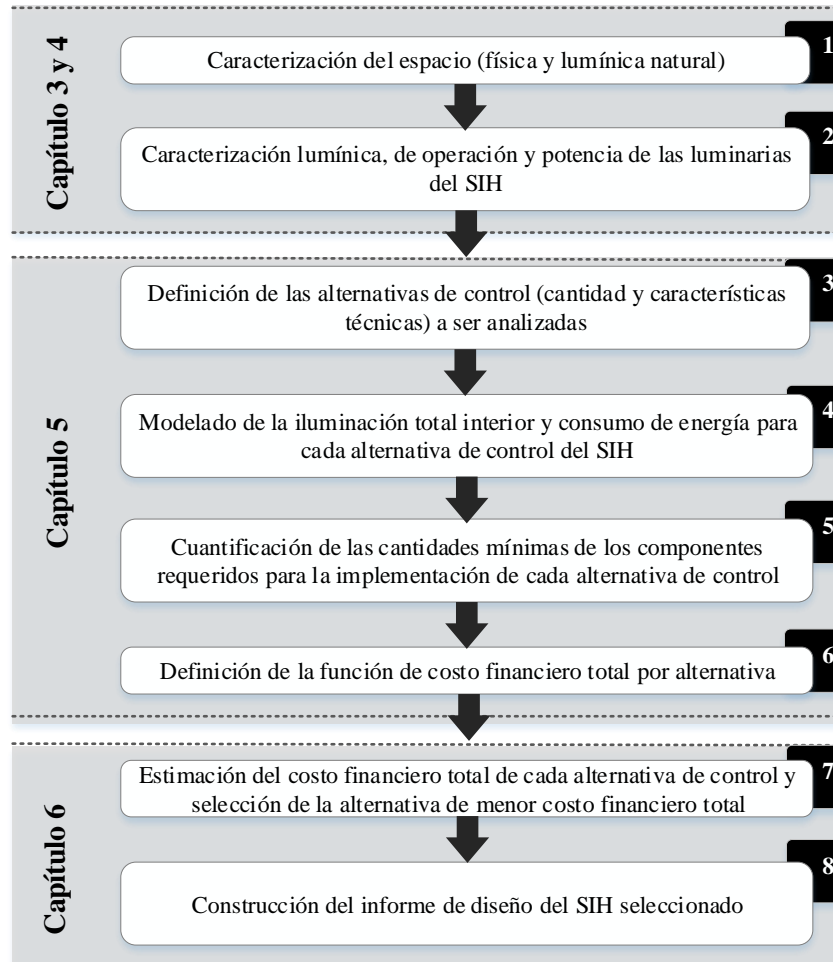 Capítulo 3 y 4
1
Caracterización del espacio (física y lumínica natural)
2
Caracterización lumínica, de operación y potencia de las luminarias
del SIH
Capítulo 5
3
Definición de las alternativas de control (cantidad y características
técnicas) a ser analizadas
4
Modelado de la iluminación total interior y consumo de energía para
cada alternativa de control del SIH
5
Cuantificación de las cantidades mínimas de los componentes
requeridos para la implementación de cada alternativa de control
6
Definición de la función de costo financiero total por alternativa
Capítulo 6
7
Estimación del costo financiero total de cada alternativa de control y
selección de la alternativa de menor costo financiero total
8
Construcción del informe de diseño del SIH seleccionado